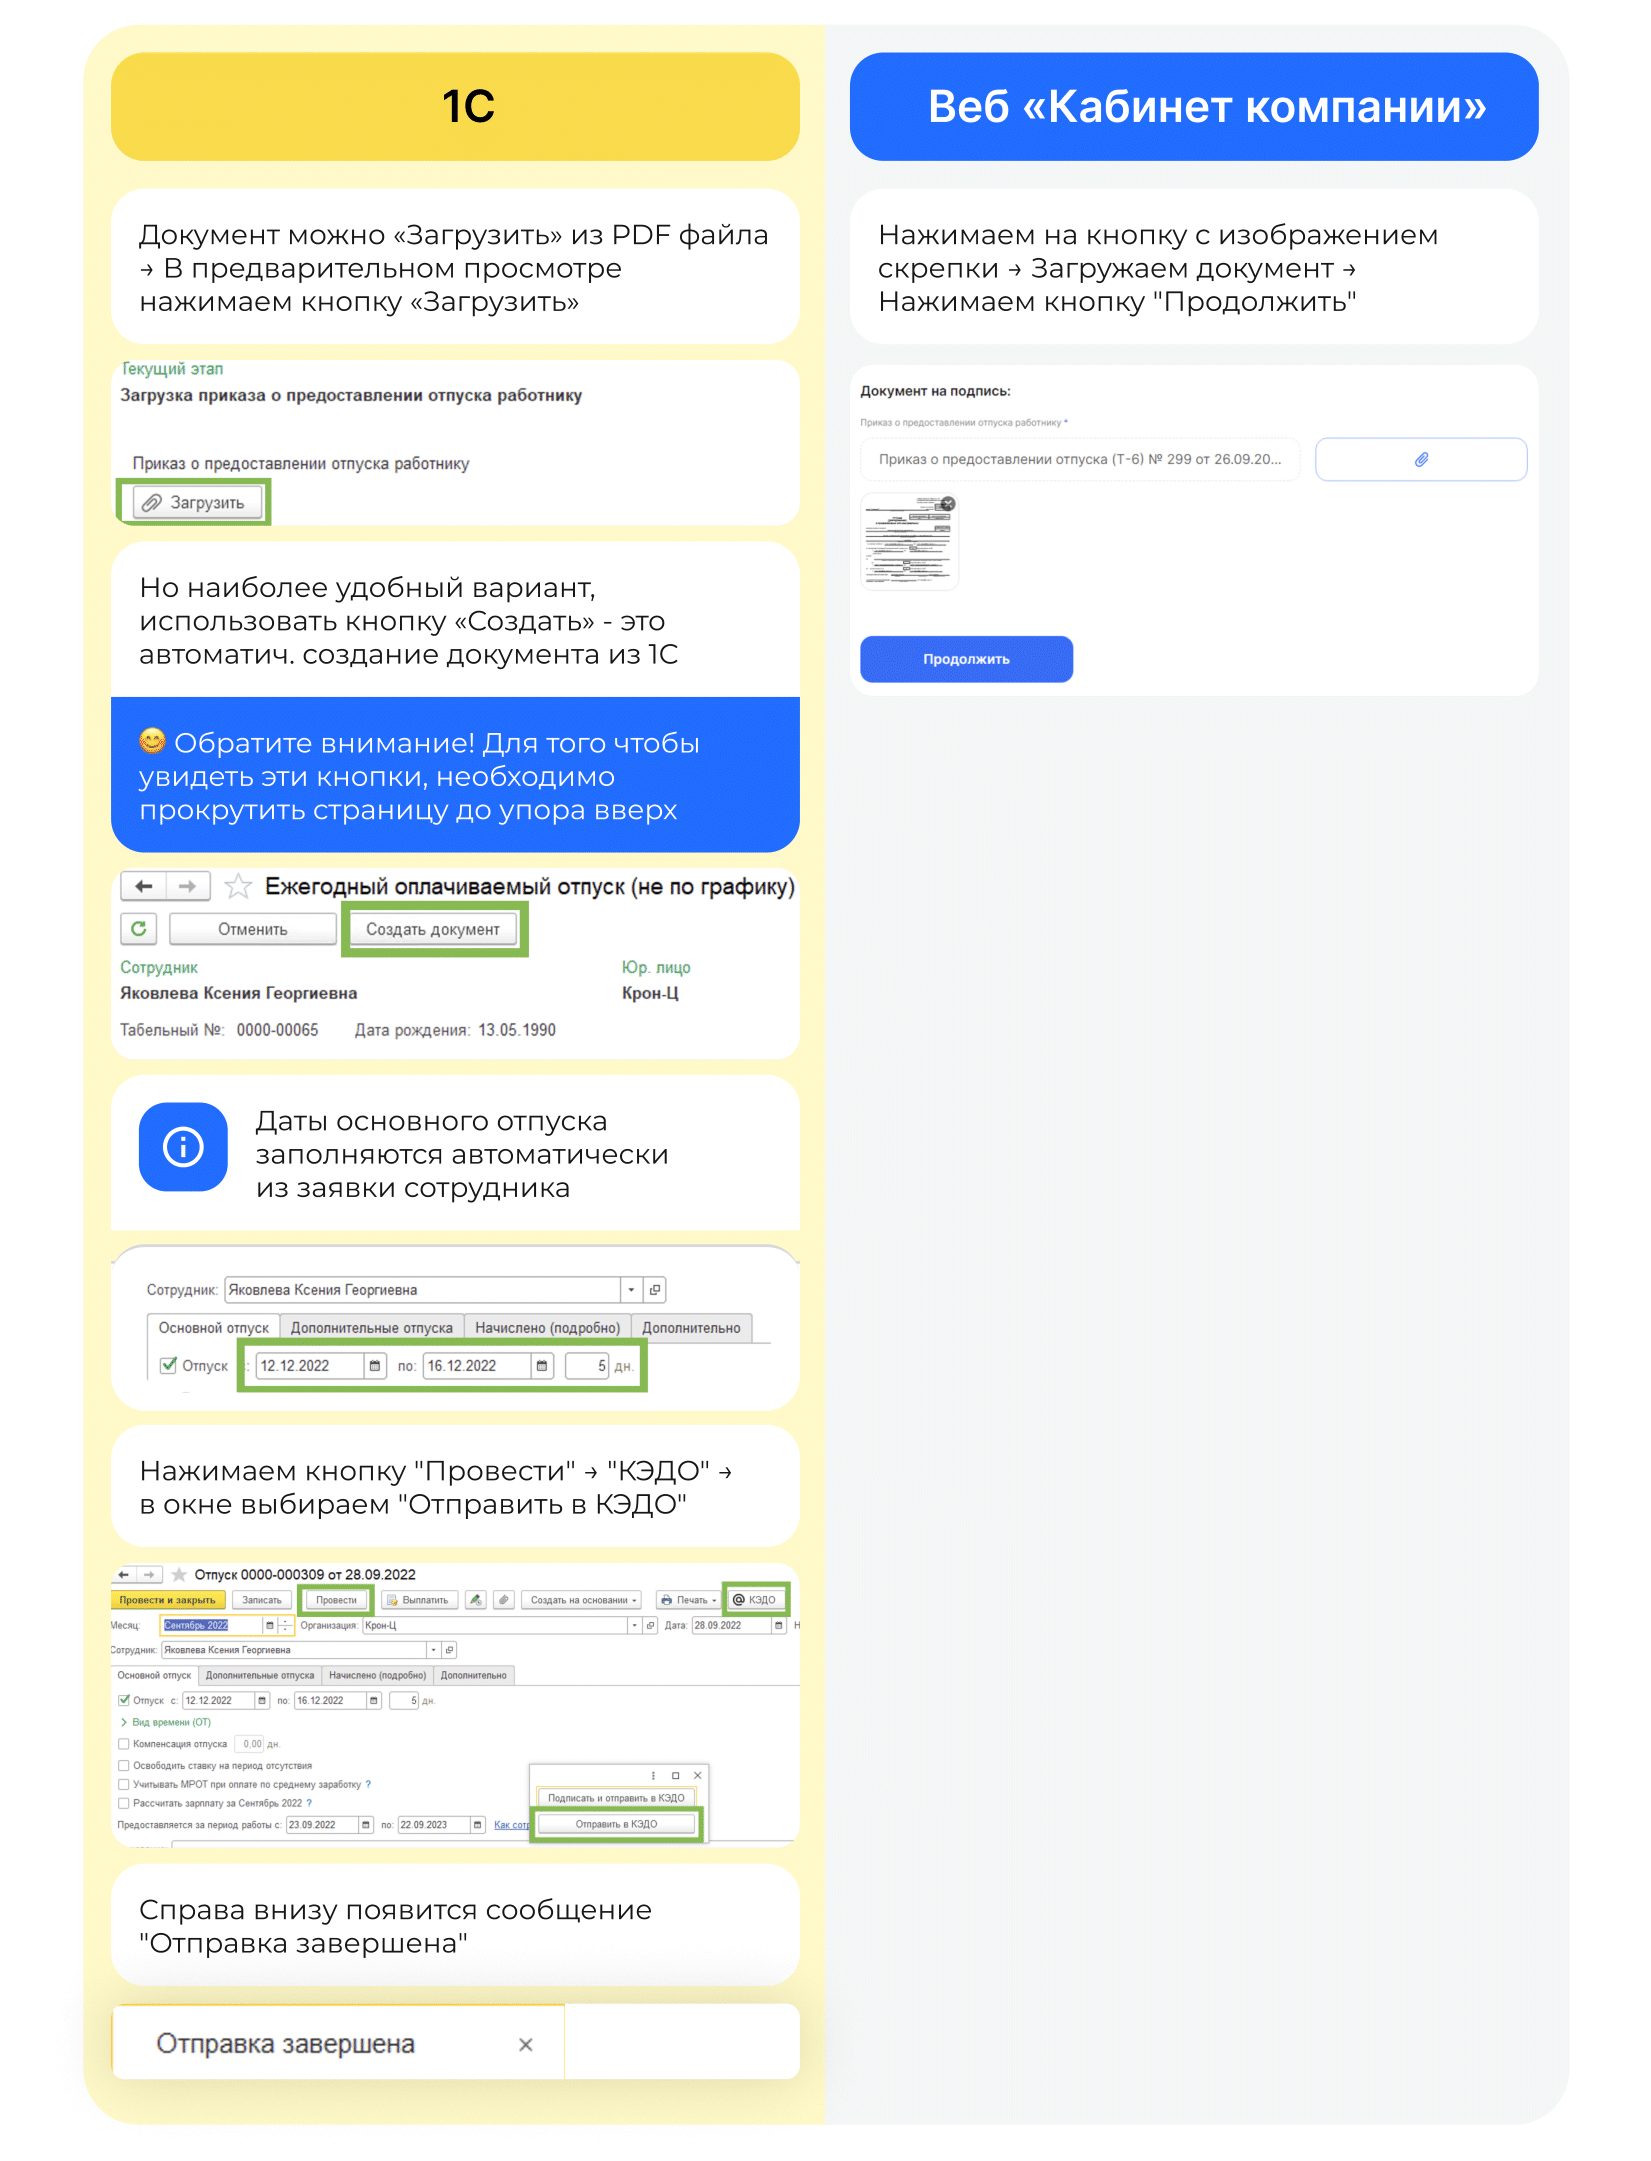 1С
Документ можно «Загрузить» из PDF файла
→ В предварительном просмотре
нажимаем кнопку «Загрузить»
Текущий этап
Загрузка приказа о предоставлении отпуска работнику
Приказ о предоставлении отпуска работнику
Загрузить
Но наиболее удобный вариант,
использовать кнопку «Создать» - это
автоматич. создание документа из 1С
😊 Обратите внимание! Для того чтобы
увидеть эти кнопки, необходимо
прокрутить страницу до упора вверх
Ежегодный оплачиваемый отпуск (не по графику)
Отменить Создать документ
Сотрудник Юр. лицо
Яковлева Ксения Георгиевна Крон-Ц
Табельный №: 0000-00065 Дата рождения: 13.05.1990
Даты основного отпуска
заполняются автоматически
из заявки сотрудника
Сотрудник: Яковлева Ксения Георгиевна
Основной отпуск Дополнительные отпуска Начислено (подробно) Дополнительно
Отпуск с: 12.12.2022 по: 16.12.2022 5 дн.
Нажимаем кнопку "Провести" → "КЭДО" →
в окне выбираем "Отправить в КЭДО"
Отпуск 0000-000309 от 28.09.2022
Провести и закрыть Записать Провести Выплатить Создать на основании Печать @ КЭДО
Месяц: Сентябрь 2022 Организация: Крон-Ц Дата: 28.09.2022 Н
Сотрудник: Яковлева Ксения Георгиевна
Основной отпуск Дополнительные отпуска Начислено (подробно) Дополнительно
Отпуск с: 12.12.2022 по: 16.12.2022 5 дн.
Вид времени (ОТ)
Компенсация отпуска 0,00 дн.
Освободить ставку на период отсутствия
Учитывать МРОТ при оплате по среднему заработку ?
Рассчитать зарплату за Сентябрь 2022 ?
Предоставляется за период работы с: 23.09.2022 по: 22.09.2023 Как сотр
Подписать и отправить в КЭДО
Отправить в КЭДО
Справа внизу появится сообщение
"Отправка завершена"
Отправка завершена ×
Веб «Кабинет компании»
Нажимаем на кнопку с изображением
скрепки → Загружаем документ →
Нажимаем кнопку "Продолжить"
Документ на подпись:
Приказ о предоставлении отпуска работнику *
Приказ о предоставлении отпуска (Т-6) № 299 от 26.09.20...
Продолжить